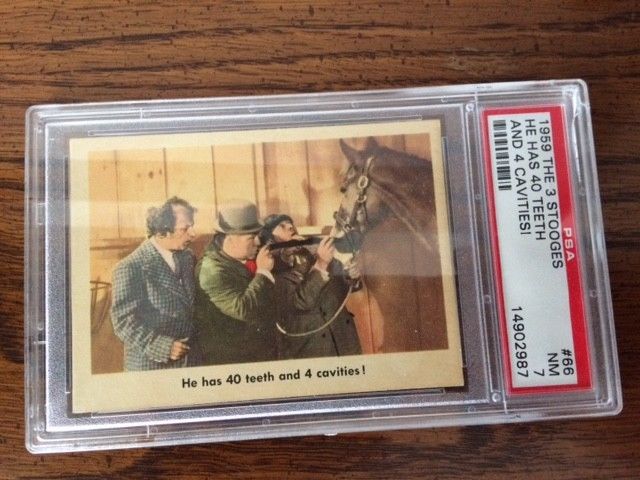 He has 40 teeth and 4 cavities!
1959 THE 3 STOOGES
HE HAS 40 TEETH
AND 4 CAVITIES!
PSA
#66
NM
7
14902987